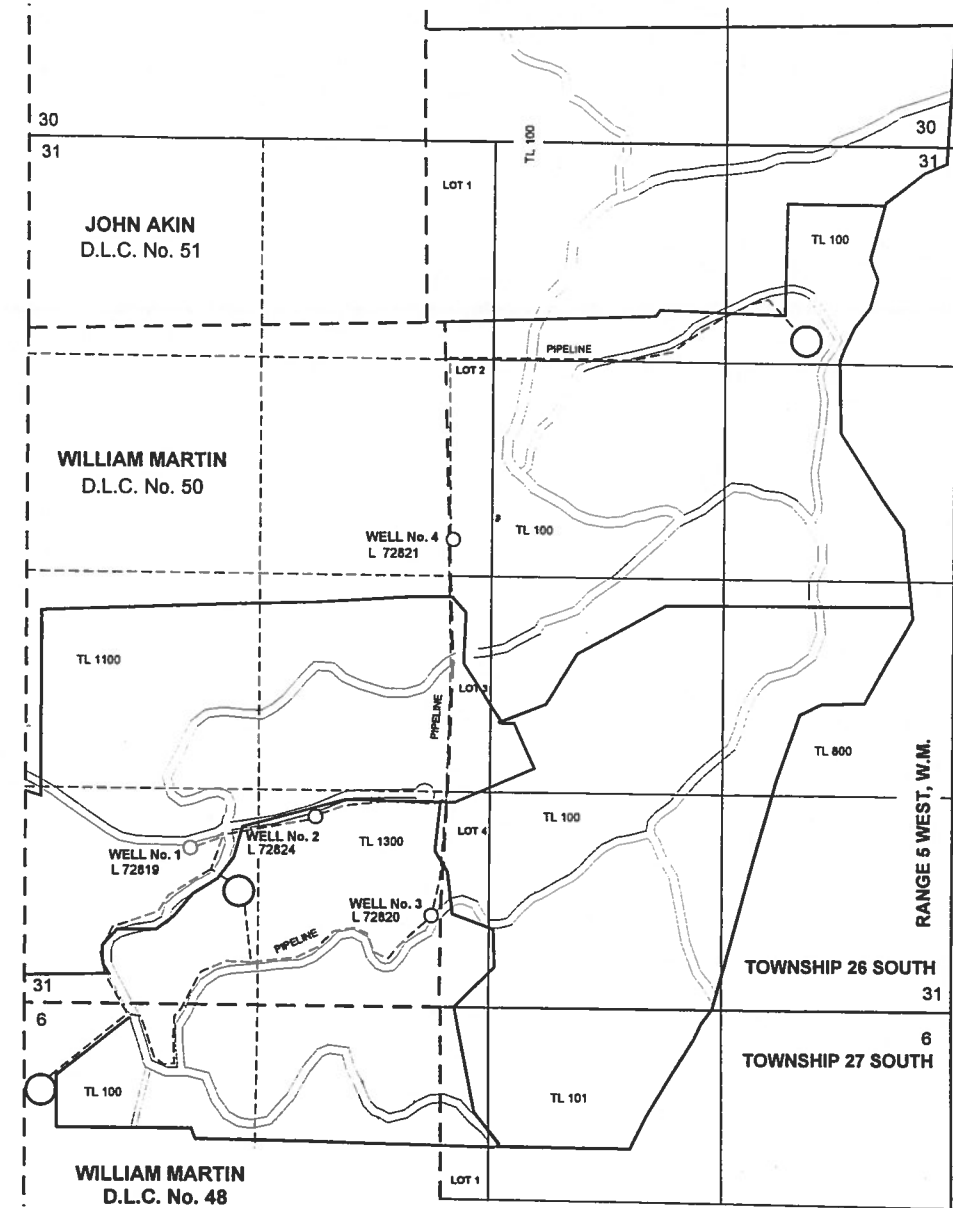 30
31
JOHN AKIN
D.L.C. No. 51
LOT 1
TL 100
30
31
TL 100
PIPELINE
LOT 2
WILLIAM MARTIN
D.L.C. No. 50
WELL No. 4
L 72821
TL 100
TL 1100
LOT 3
PIPELINE
TL 800
RANGE 5 WEST, W.M.
WELL No. 1
L 72819
WELL No. 2
L 72824
TL 1300
LOT 4
TL 100
WELL No. 3
L 72820
PIPELINE
TOWNSHIP 26 SOUTH
31
31
6
6
TOWNSHIP 27 SOUTH
TL 100
TL 101
WILLIAM MARTIN
D.L.C. No. 48
LOT 1